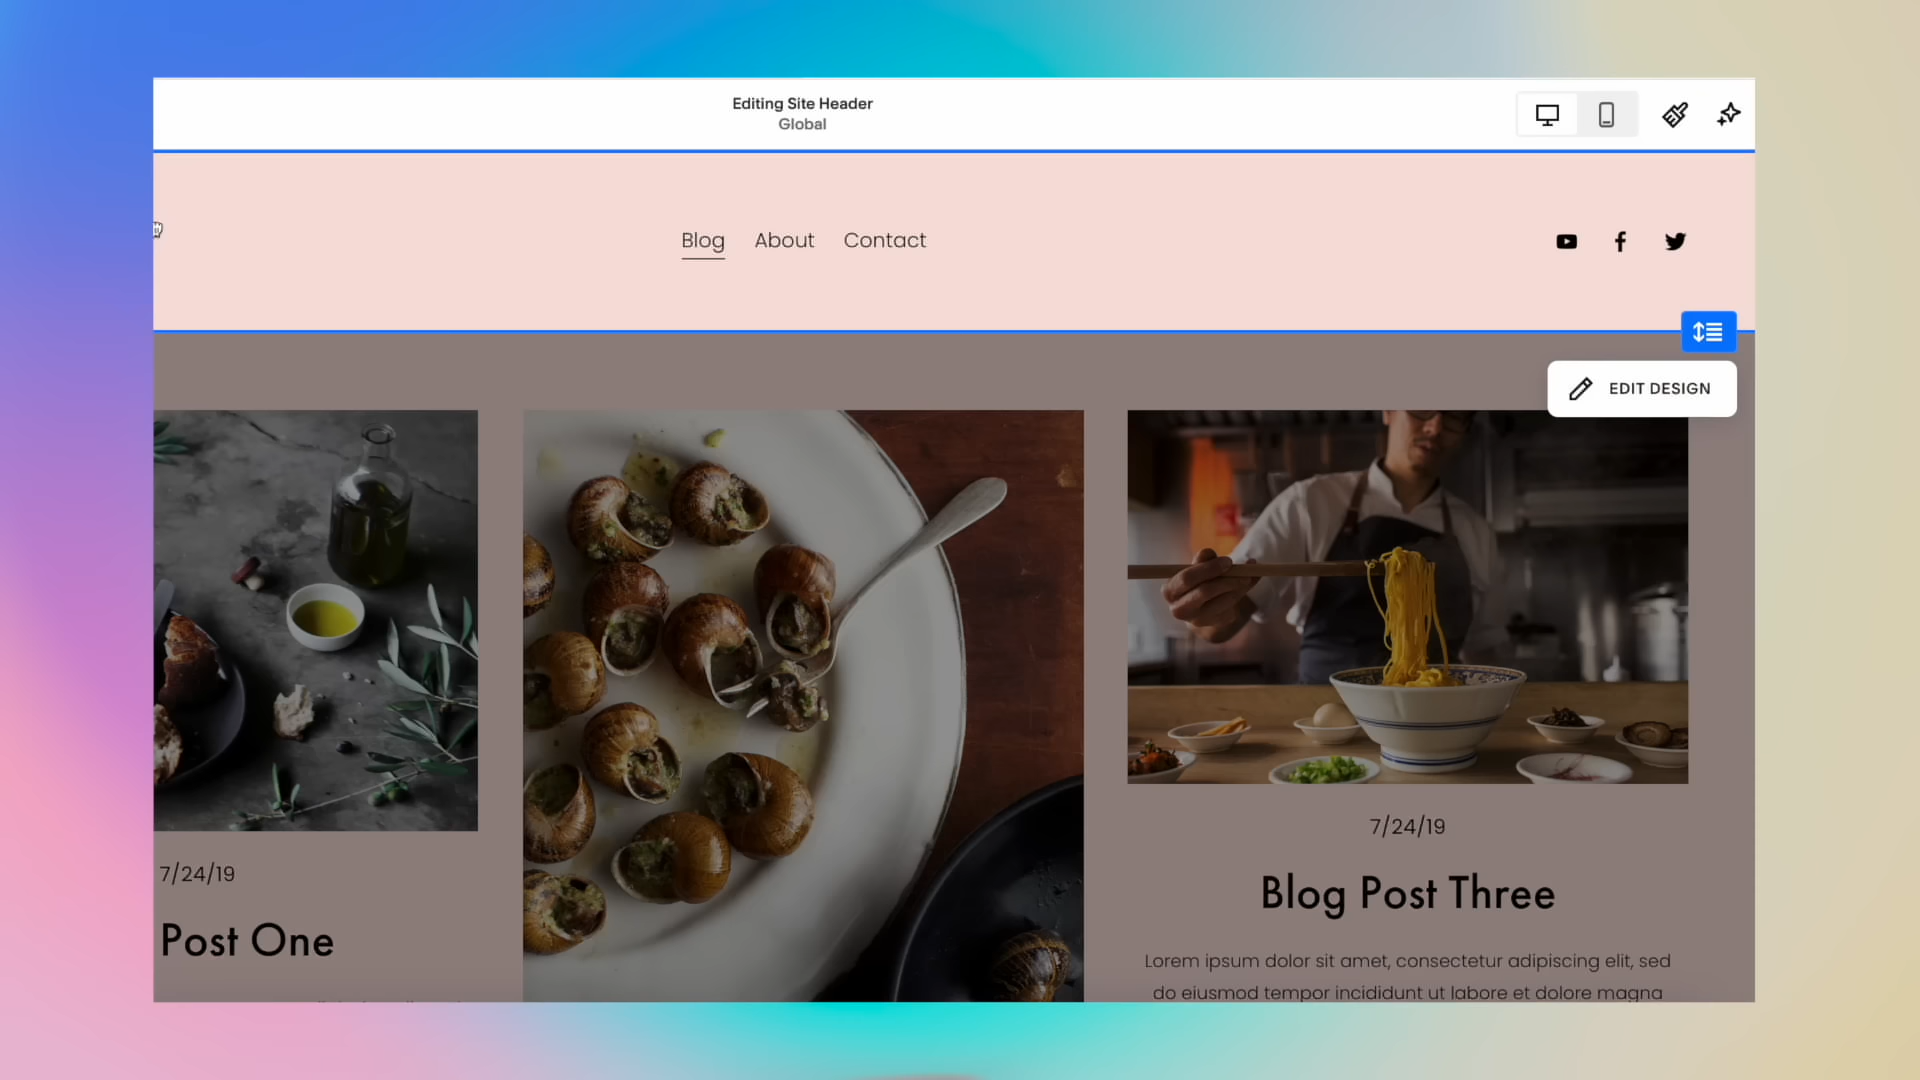 Editing Site Header
Global
Blog
About
Contact
EDIT DESIGN
7/24/19
Post One
7/24/19
Blog Post Three
Lorem ipsum dolor sit amet, consectetur adipiscing elit, sed
do eiusmod tempor incididunt ut labore et dolore magna